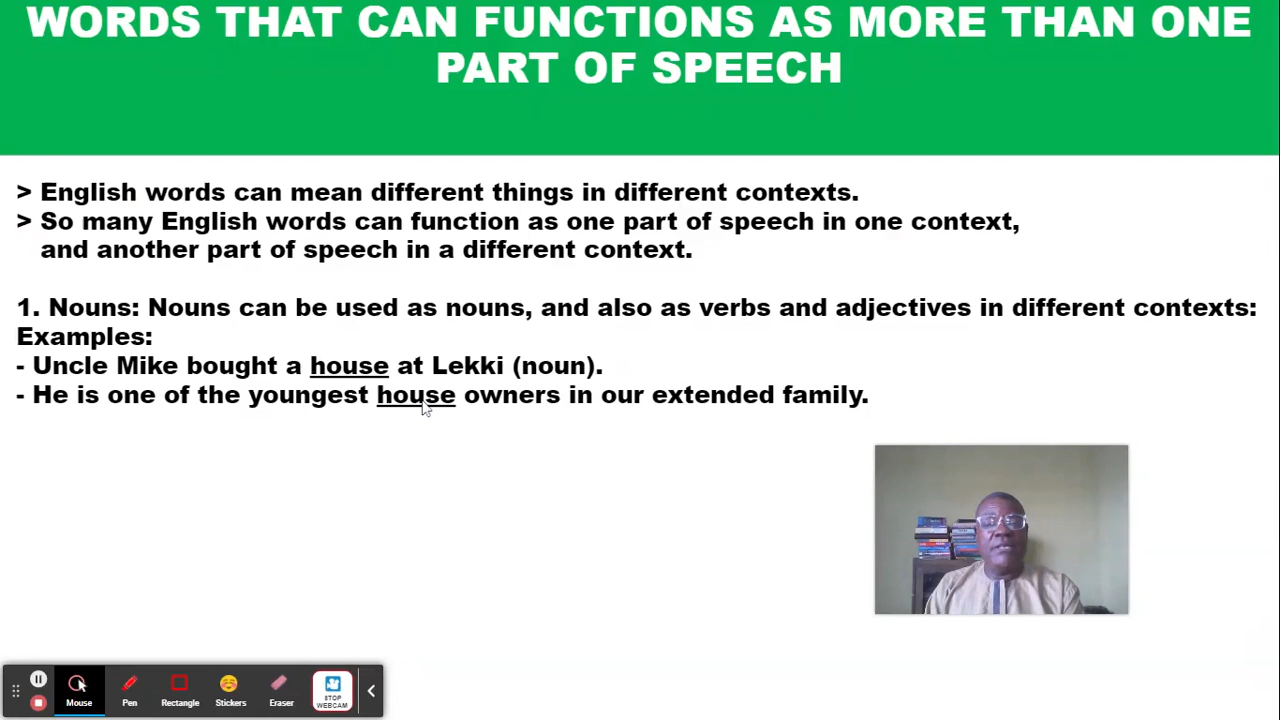 WORDS THAT CAN FUNCTIONS AS MORE THAN ONE
PART OF SPEECH
> English words can mean different things in different contexts.
> So many English words can function as one part of speech in one context,
and another part of speech in a different context.
1. Nouns: Nouns can be used as nouns, and also as verbs and adjectives in different contexts:
Examples:
- Uncle Mike bought a house at Lekki (noun).
- He is one of the youngest house owners in our extended family.
Mouse
Pen
Rectangle
Stickers
Eraser
STOP
WEBCAM